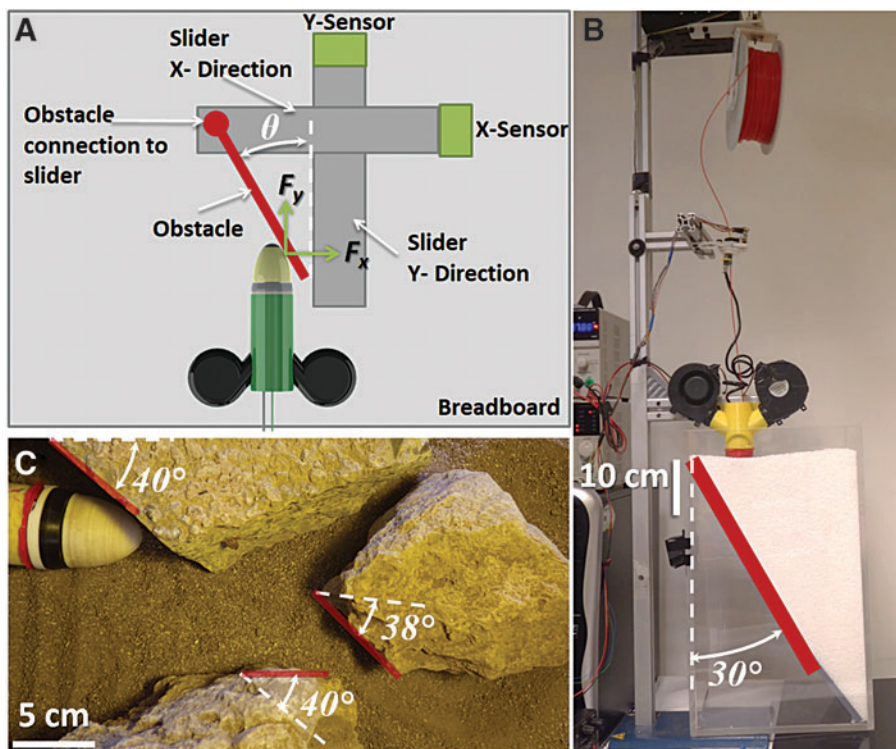 A
Y-Sensor
Slider
X- Direction
Obstacle
connection to
slider
θ
X-Sensor
Fy
Obstacle
Fx
Slider
Y- Direction
Breadboard
B
10 cm
30°
C
40°
38°
40°
5 cm